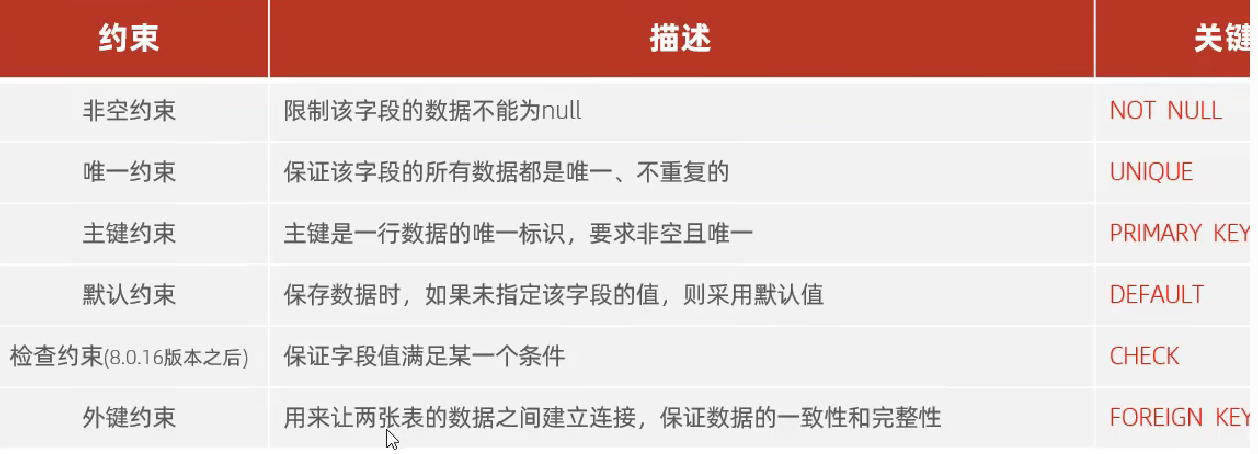 约束 描述 关键
非空约束 限制该字段的数据不能为null NOT NULL
唯一约束 保证该字段的所有数据都是唯一、不重复的 UNIQUE
主键约束 主键是一行数据的唯一标识，要求非空且唯一 PRIMARY KEY
默认约束 保存数据时，如果未指定该字段的值，则采用默认值 DEFAULT
检查约束(8.0.16版本之后) 保证字段值满足某一个条件 CHECK
外键约束 用来让两张表的数据之间建立连接，保证数据的一致性和完整性 FOREIGN KEY